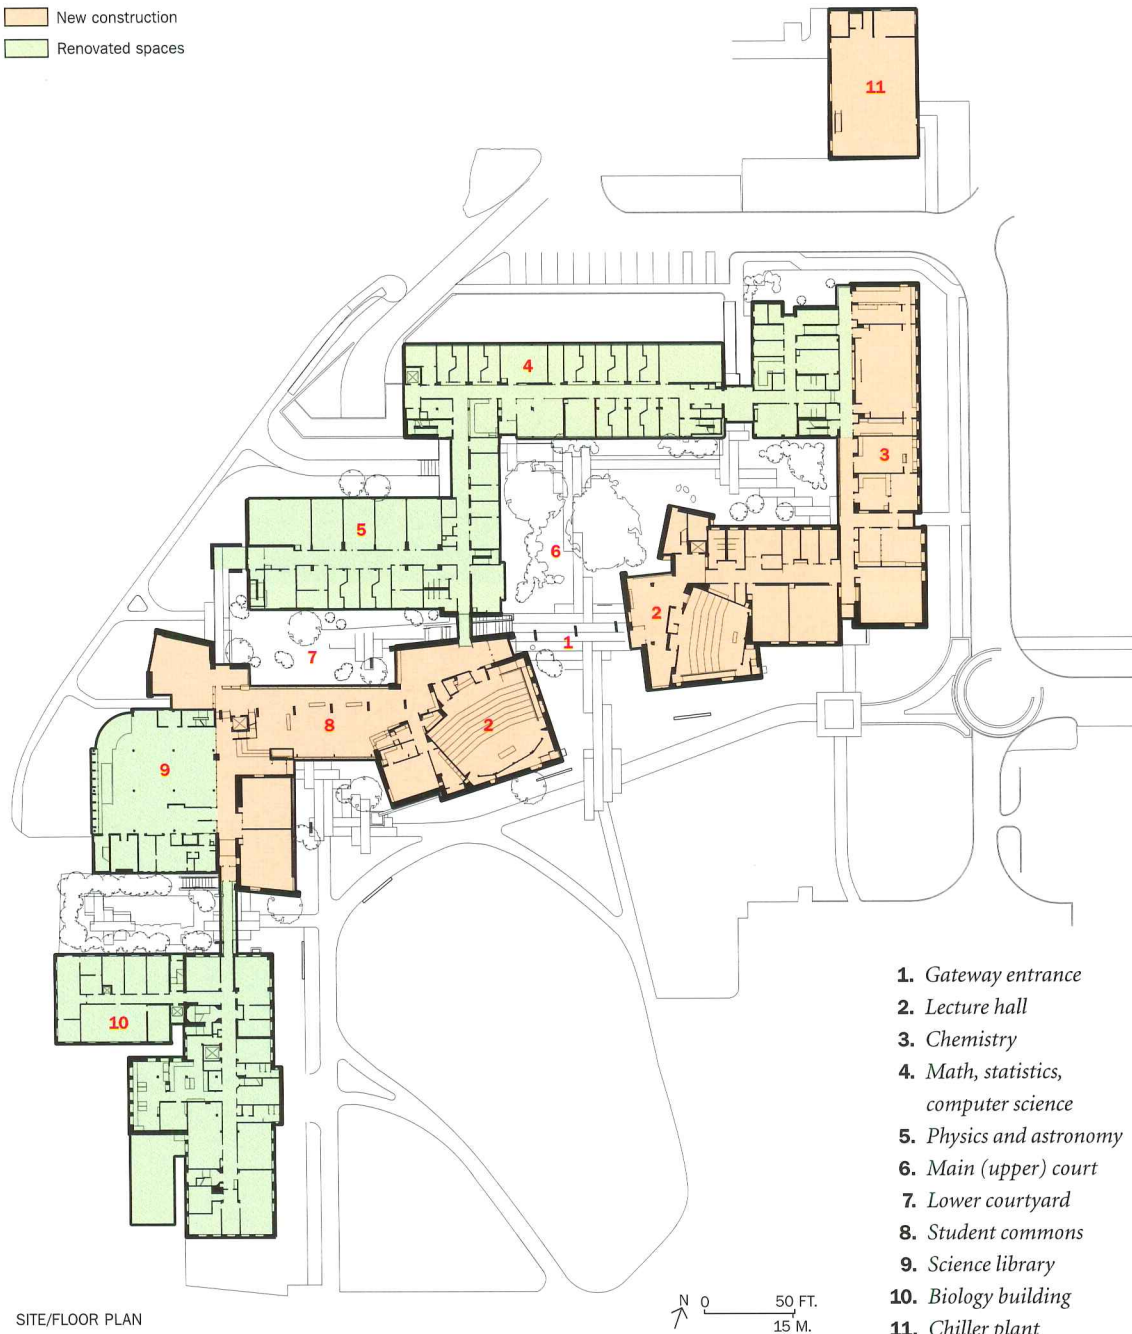 New construction
Renovated spaces
11
4
3
5
6
2
1
7
8
2
9
10
1. Gateway entrance
2. Lecture hall
3. Chemistry
4. Math, statistics,
computer science
5. Physics and astronomy
6. Main (upper) court
7. Lower courtyard
8. Student commons
9. Science library
10. Biology building
11. Chiller plant
SITE/FLOOR PLAN
N 0 50 FT.
15 M.